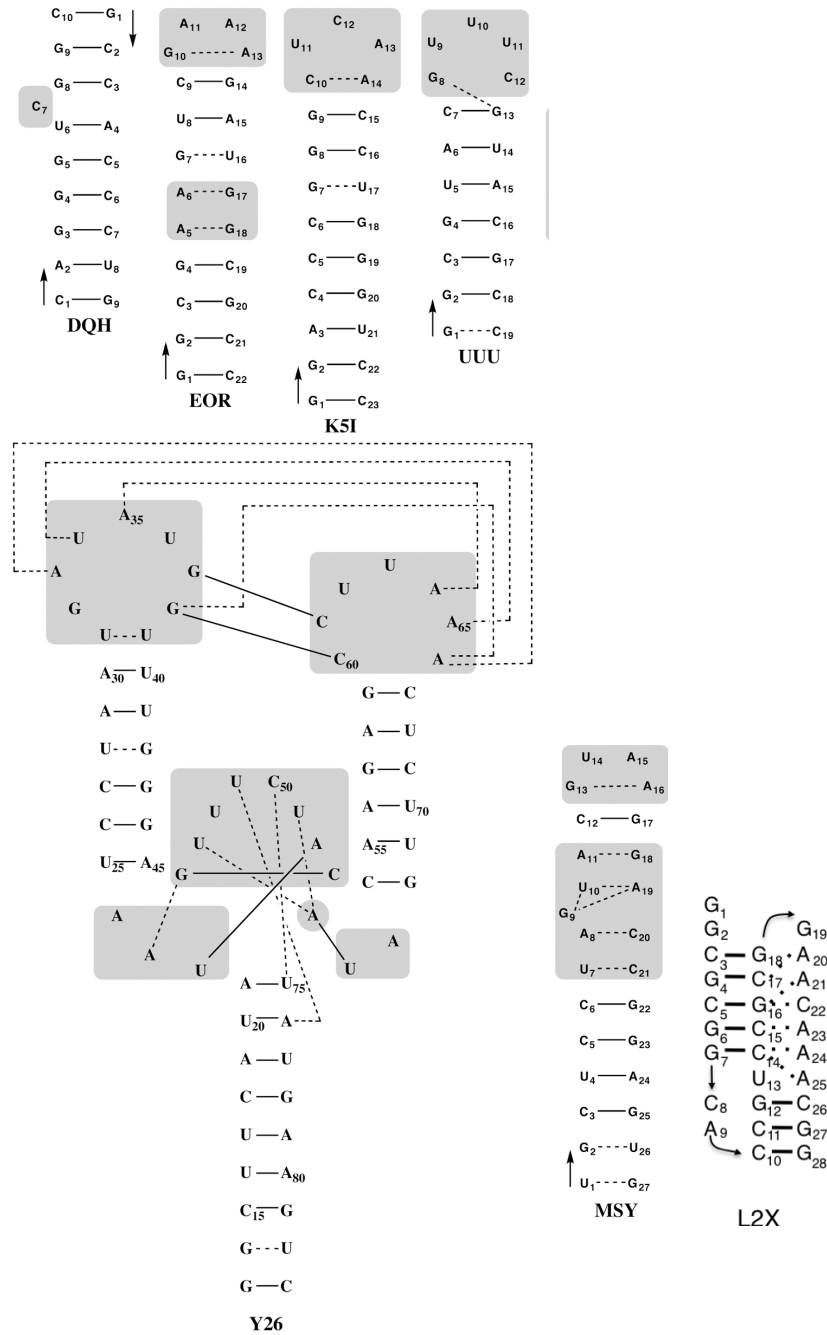 C10 G1
G9 C2
G8 C3
C7
U6 A4
G5 C5
G4 C6
G3 C7
A2 U8
C1 G9
DQH
A11 A12
G10 A13
C9 G14
U8 A15
G7 U16
A6 G17
A5 G18
G4 C19
C3 G20
G2 C21
G1 C22
EOR
C12
U11 A13
C10 A14
G9 C15
G8 C16
G7 U17
C6 G18
C5 G19
C4 G20
A3 U21
G2 C22
G1 C23
K5I
U10
U9 U11
G8 C12
C7 G13
A6 U14
U5 A15
G4 C16
C3 G17
G2 C18
G1 C19
UUU
A35
U U
A G
G G
U U
A30 U40
A U
U G
C G
C G
U25 A45
U
U A
C A65
C60 A
G C
A U
G C
A U70
A55 U
C G
U C50
U U
U A
G C
A A A
A U U
A U75
U20 A
A U
C G
U A
U A80
C15 G
G U
G C
Y26
U14 A15
G13 A16
C12 G17
A11 G18
U10 A19
G9
A8 C20
U7 C21
C6 G22
C5 G23
U4 A24
C3 G25
G2 U26
U1 G27
MSY
G1
G2 G19
C3 G18 A20
G4 C17 A21
C5 G16 C22
G6 C15 A23
G7 C14 A24
U13 A25
C8 G12 C26
A9 C11 G27
C10 G28
L2X